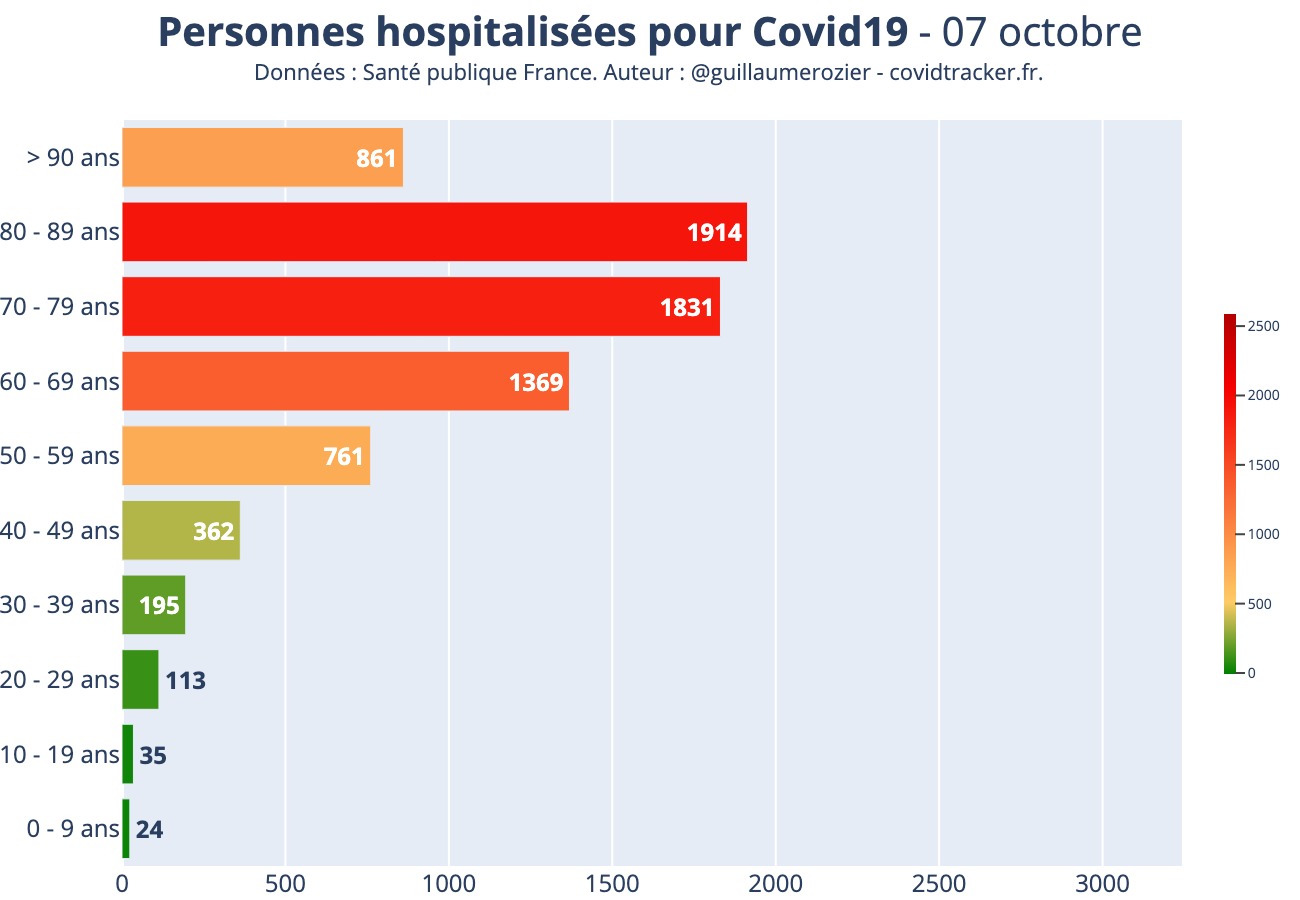 Personnes hospitalisées pour Covid19 - 07 octobre
Données : Santé publique France. Auteur : @guillaumerozier - covidtracker.fr.
> 90 ans 861
80 - 89 ans 1914
70 - 79 ans 1831
60 - 69 ans 1369
50 - 59 ans 761
40 - 49 ans 362
30 - 39 ans 195
20 - 29 ans 113
10 - 19 ans 35
0 - 9 ans 24
0 500 1000 1500 2000 2500 3000
2500
2000
1500
1000
500
0